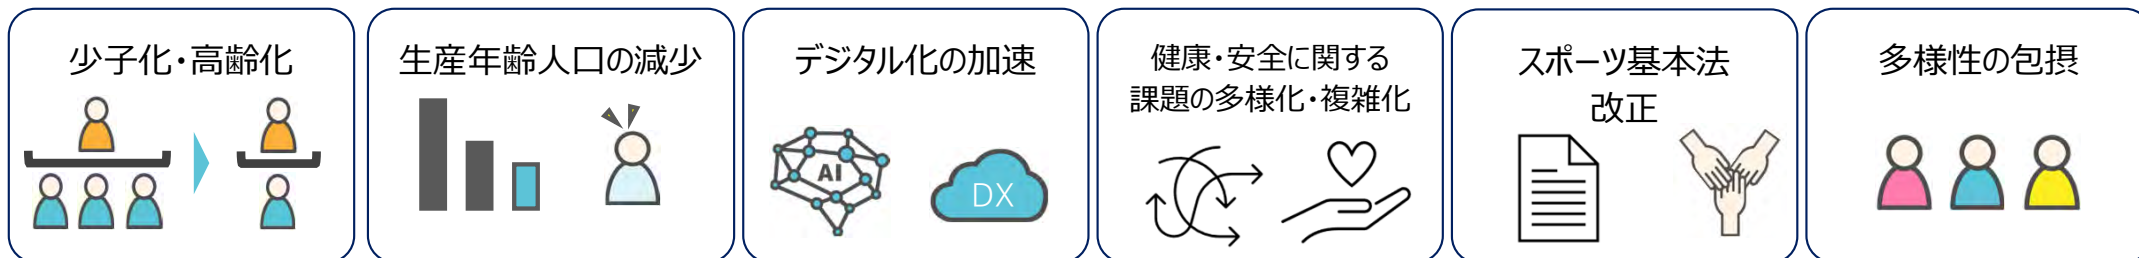 少子化・高齢化
生産年齢人口の減少
デジタル化の加速
AI
DX
健康・安全に関する
課題の多様化・複雑化
スポーツ基本法
改正
多様性の包摂